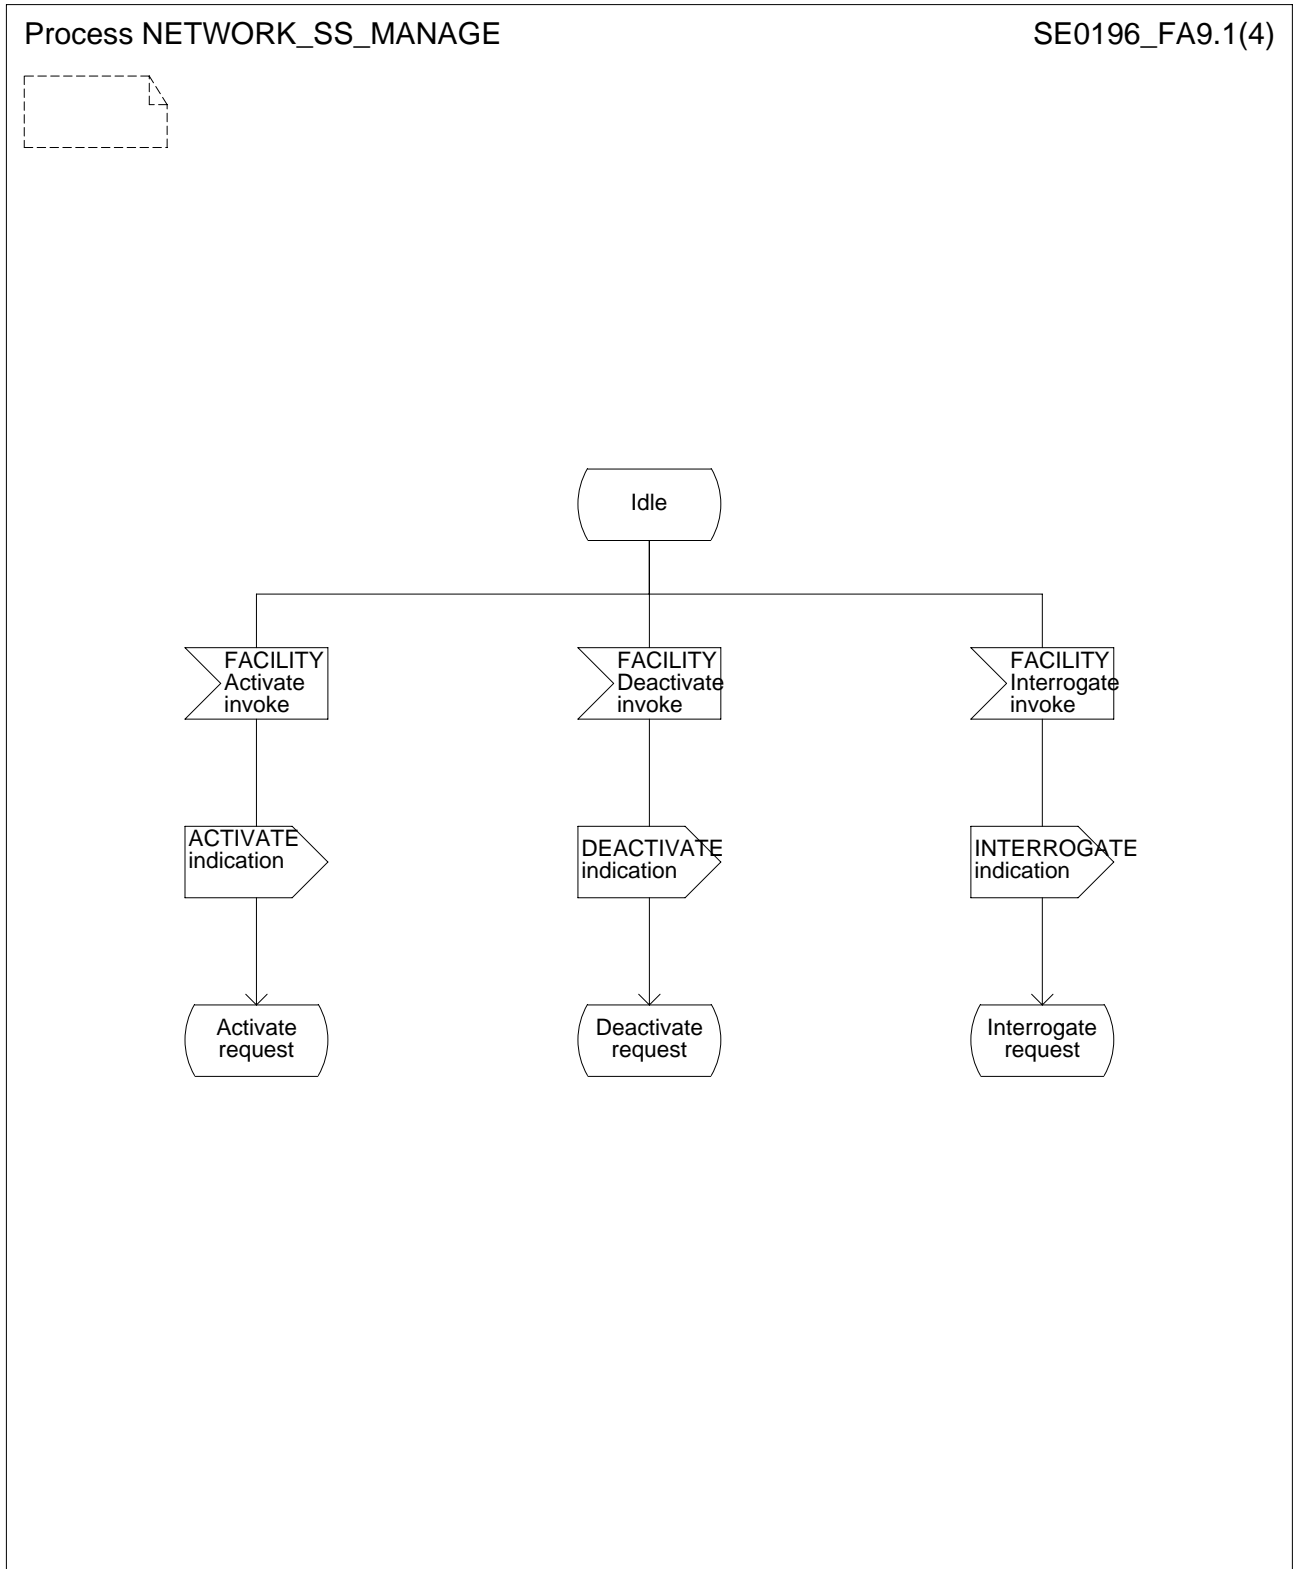 Process NETWORK_SS_MANAGE
SE0196_FA9.1(4)
Idle
FACILITY
Activate
invoke
FACILITY
Deactivate
invoke
FACILITY
Interrogate
invoke
ACTIVATE
indication
DEACTIVATE
indication
INTERROGATE
indication
Activate
request
Deactivate
request
Interrogate
request